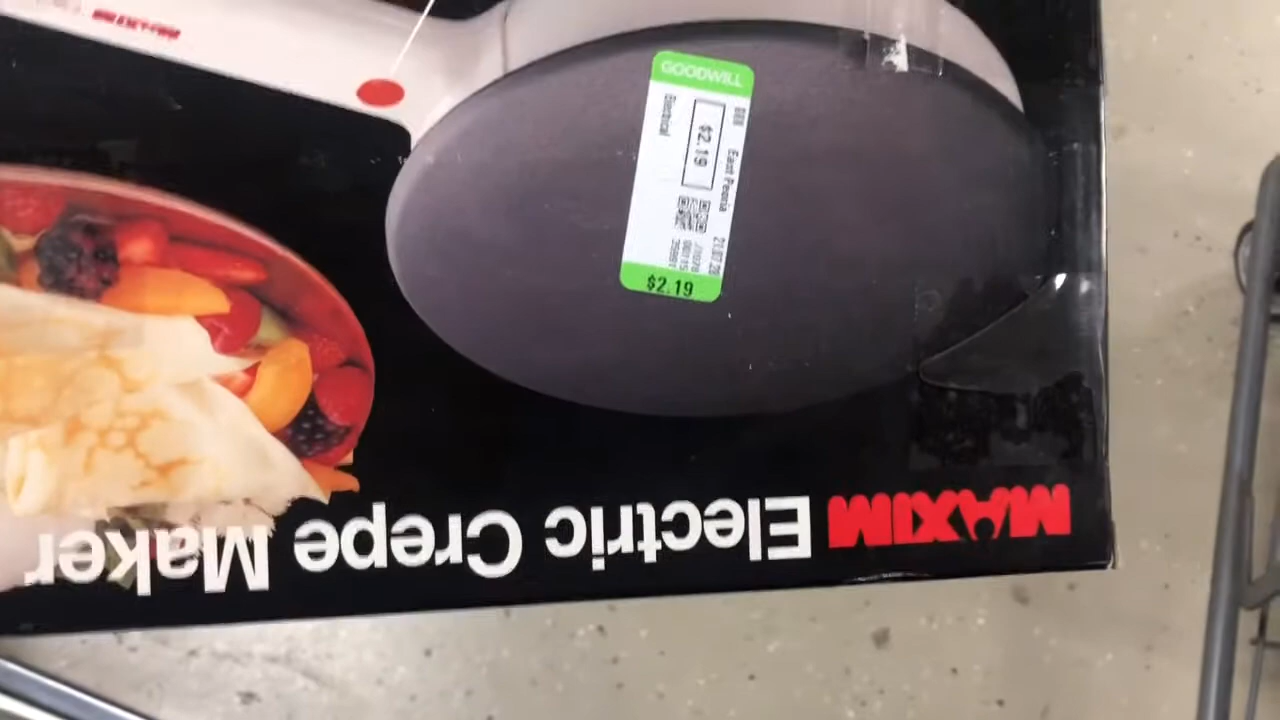 MAXIM Electric Crepe Maker
GOODWILL
East Peoria
$2.19
Electrical
$2.19